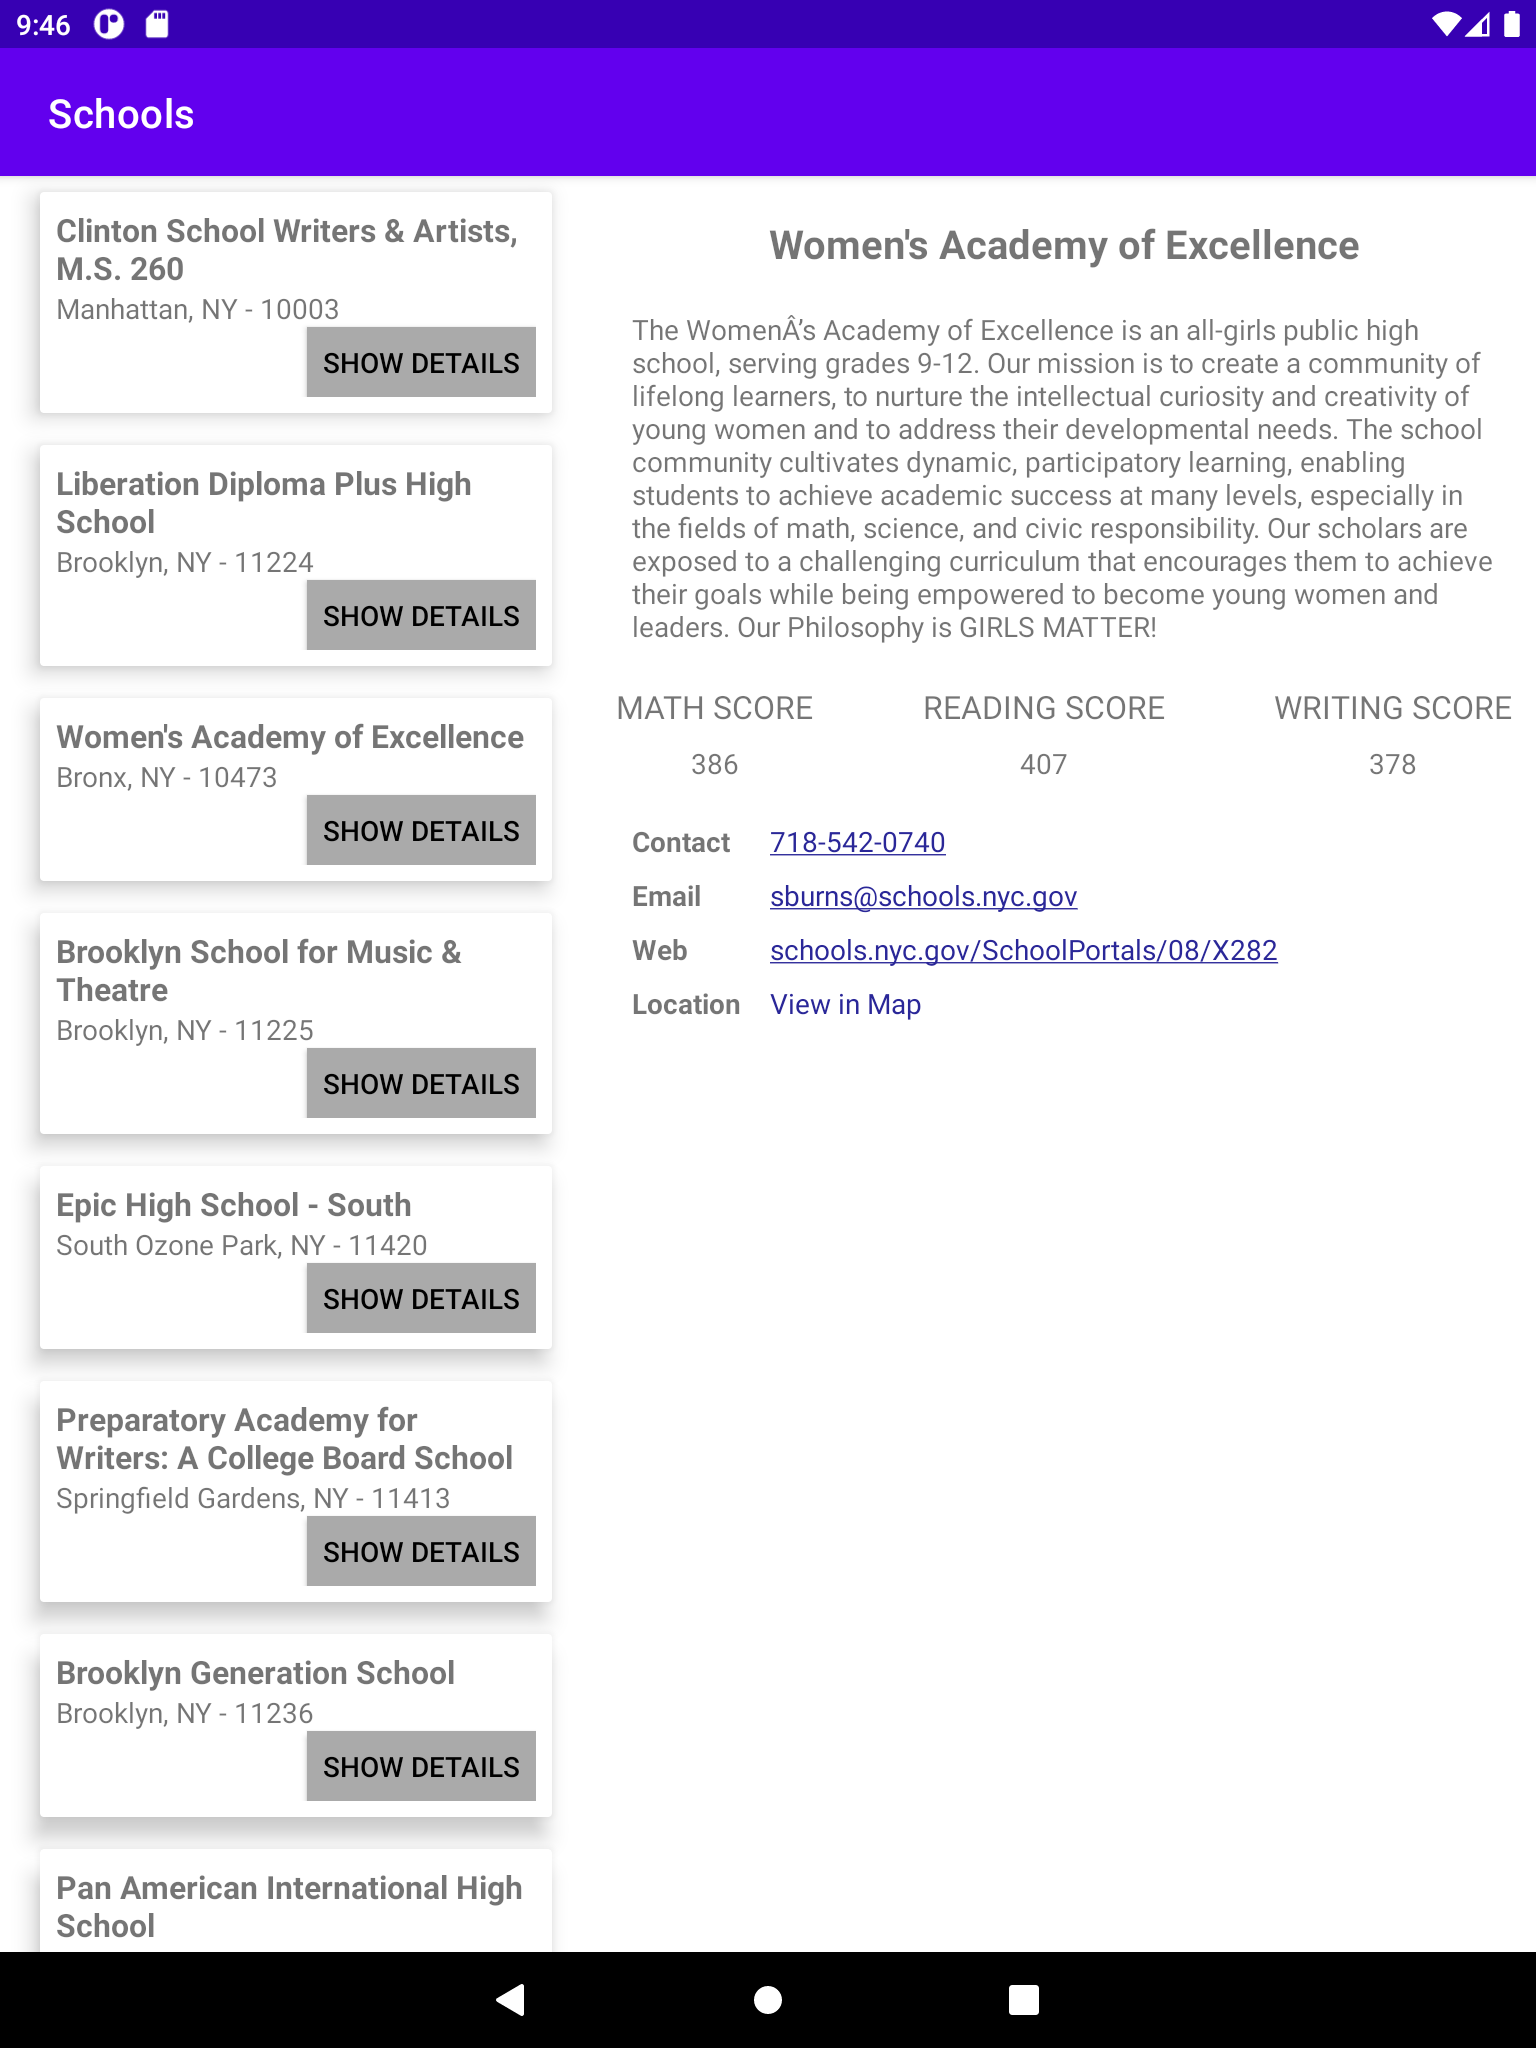 9:46
Schools
Clinton School Writers & Artists,
M.S. 260
Manhattan, NY - 10003
SHOW DETAILS
Liberation Diploma Plus High
School
Brooklyn, NY - 11224
SHOW DETAILS
Women's Academy of Excellence
Bronx, NY - 10473
SHOW DETAILS
Brooklyn School for Music &
Theatre
Brooklyn, NY - 11225
SHOW DETAILS
Epic High School - South
South Ozone Park, NY - 11420
SHOW DETAILS
Preparatory Academy for
Writers: A College Board School
Springfield Gardens, NY - 11413
SHOW DETAILS
Brooklyn Generation School
Brooklyn, NY - 11236
SHOW DETAILS
Pan American International High
School
Women's Academy of Excellence
The WomenÂ’s Academy of Excellence is an all-girls public high
school, serving grades 9-12. Our mission is to create a community of
lifelong learners, to nurture the intellectual curiosity and creativity of
young women and to address their developmental needs. The school
community cultivates dynamic, participatory learning, enabling
students to achieve academic success at many levels, especially in
the fields of math, science, and civic responsibility. Our scholars are
exposed to a challenging curriculum that encourages them to achieve
their goals while being empowered to become young women and
leaders. Our Philosophy is GIRLS MATTER!
MATH SCORE READING SCORE WRITING SCORE
386 407 378
Contact 718-542-0740
Email sburns@schools.nyc.gov
Web schools.nyc.gov/SchoolPortals/08/X282
Location View in Map